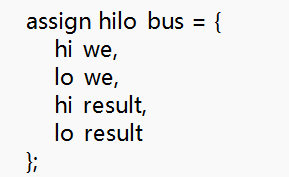 assign hilo bus = {
hi we,
lo we,
hi result,
lo result
};